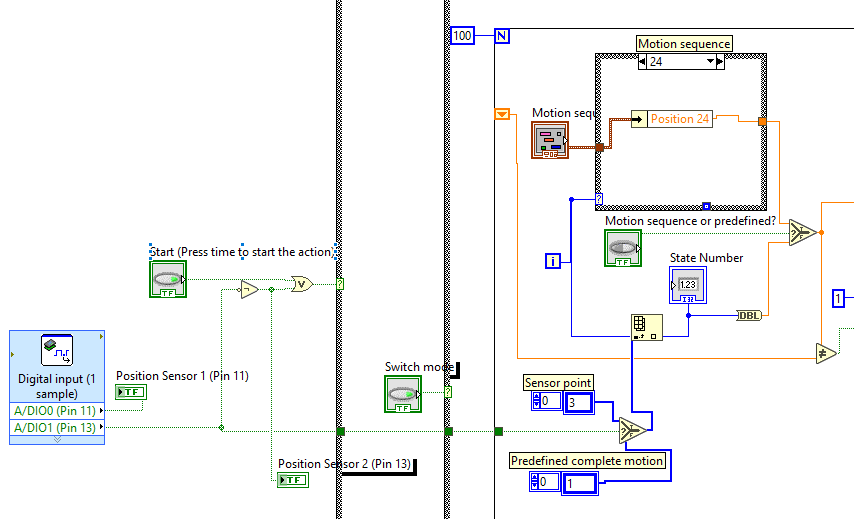 100
N
Motion sequence
24
Motion sequ
Position 24
?
Motion sequence or predefined?
TF
?
T
F
Start (Press time to start the action)
TF
V
?
i
State Number
1.23
I32
DBL
1
Digital input (1
sample)
A/DIO0 (Pin 11)
A/DIO1 (Pin 13)
Position Sensor 1 (Pin 11)
TF
Switch mode
TF
?
≠
Sensor point
0
3
?
T
F
Position Sensor 2 (Pin 13)
TF
Predefined complete motion
0
1